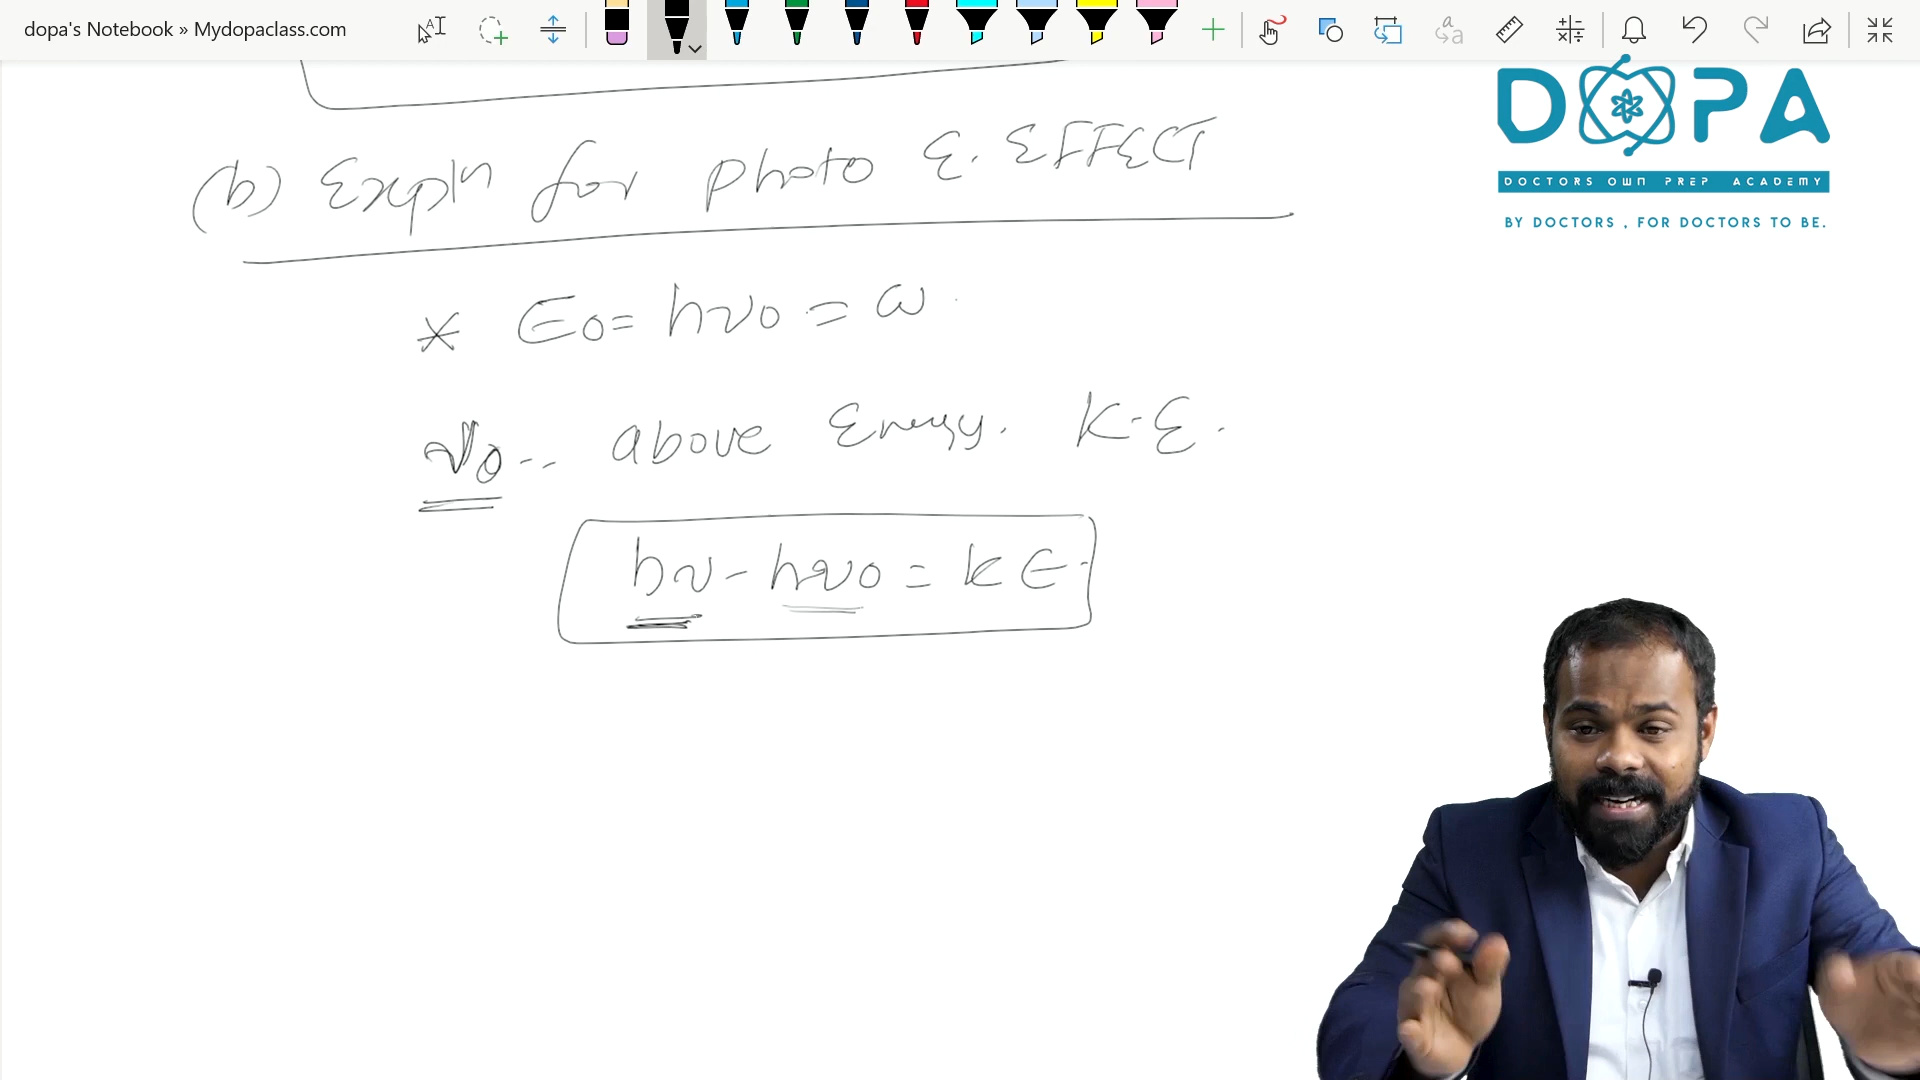 dopa's Notebook » Mydopaclass.com
DOPA
DOCTORS OWN PREP ACADEMY
BY DOCTORS , FOR DOCTORS TO BE.
(b) Expln for photo E. EFFECT
* E0 = hν0 = ω.
ν0 -- above Energy. K.E.
hν - hν0 = KE.